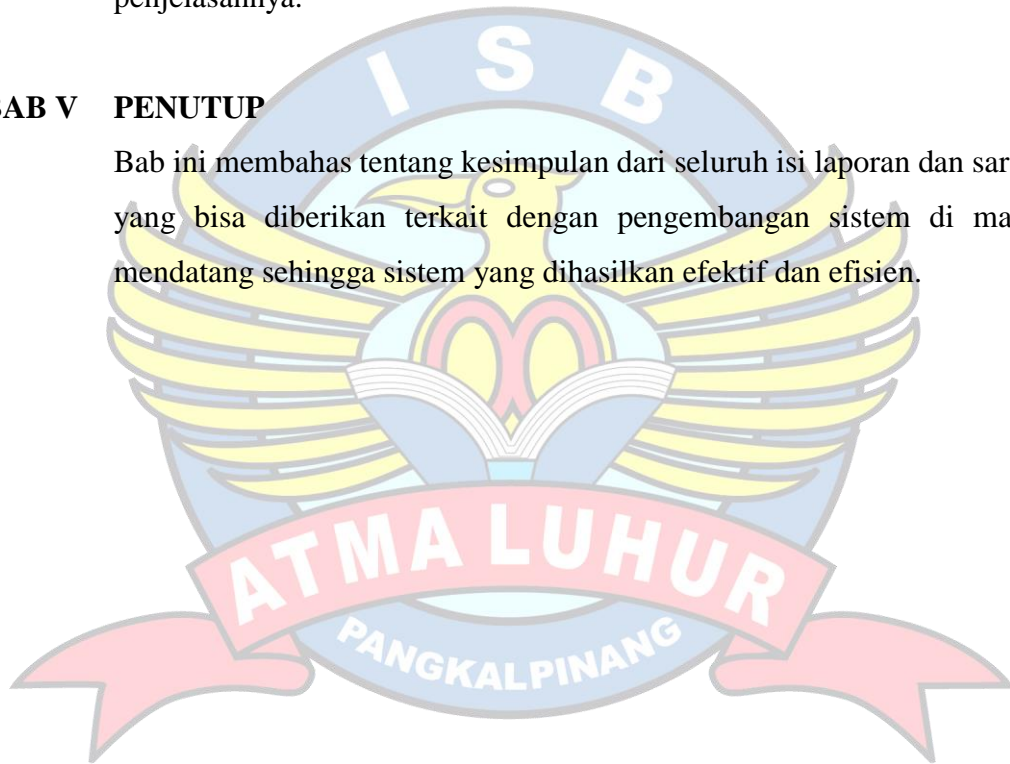 penjelasannya.
BAB V PENUTUP
Bab ini membahas tentang kesimpulan dari seluruh isi laporan dan sar
yang bisa diberikan terkait dengan pengembangan sistem di ma
mendatang sehingga sistem yang dihasilkan efektif dan efisien.
I S B
ATMA LUHUR
PANGKALPINANG